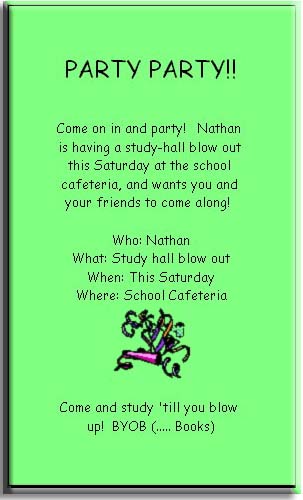 PARTY PARTY!!
Come on in and party!  Nathan
is having a study-hall blow out
this Saturday at the school
cafeteria, and wants you and
your friends to come along!
Who: Nathan
What: Study hall blow out
When: This Saturday
Where: School Cafeteria
Come and study 'till you blow
up!  BYOB (..... Books)